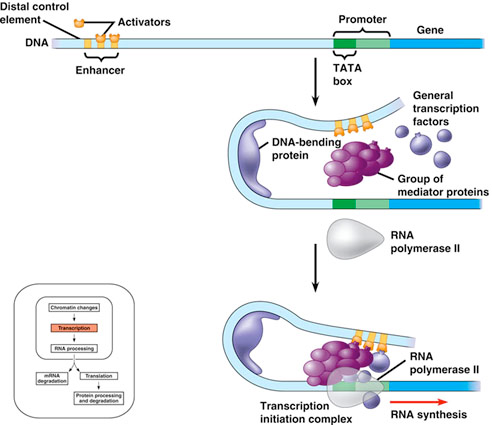 Distal control
element
Activators
Promoter
Gene
DNA
Enhancer
TATA
box
General
transcription
factors
DNA-bending
protein
Group of
mediator proteins
RNA
polymerase II
Chromatin changes
Transcription
RNA processing
mRNA
degradation
Translation
Protein processing
and degradation
RNA
polymerase II
Transcription
initiation complex
RNA synthesis